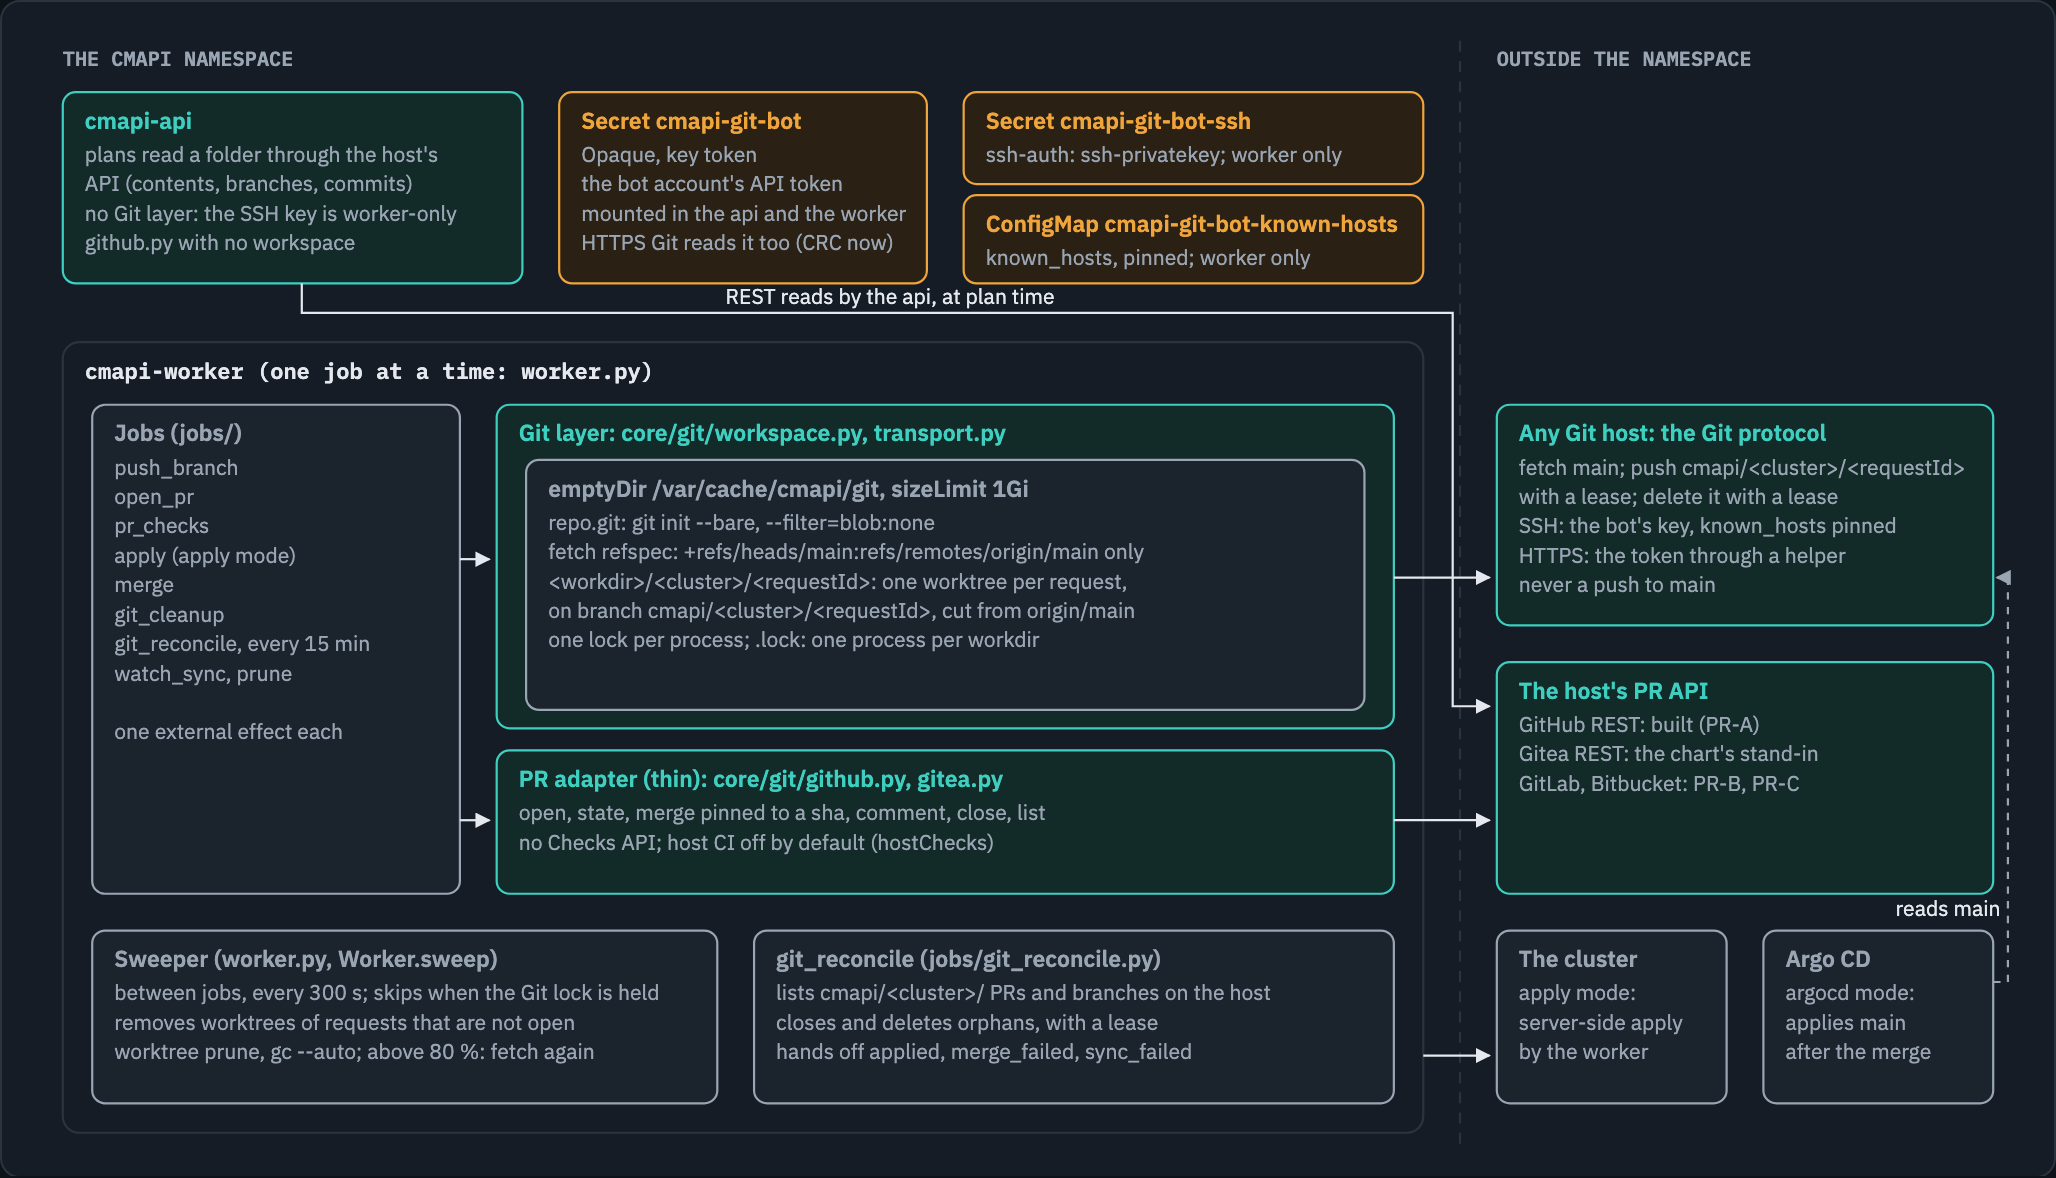 THE CMAPI NAMESPACE
OUTSIDE THE NAMESPACE
cmapi-api
plans read a folder through the host's
API (contents, branches, commits)
no Git layer: the SSH key is worker-only
github.py with no workspace
Secret cmapi-git-bot
Opaque, key token
the bot account's API token
mounted in the api and the worker
HTTPS Git reads it too (CRC now)
Secret cmapi-git-bot-ssh
ssh-auth: ssh-privatekey; worker only
ConfigMap cmapi-git-bot-known-hosts
known_hosts, pinned; worker only
REST reads by the api, at plan time
cmapi-worker (one job at a time: worker.py)
Jobs (jobs/)
push_branch
open_pr
pr_checks
apply (apply mode)
merge
git_cleanup
git_reconcile, every 15 min
watch_sync, prune
one external effect each
Git layer: core/git/workspace.py, transport.py
emptyDir /var/cache/cmapi/git, sizeLimit 1Gi
repo.git: git init --bare, --filter=blob:none
fetch refspec: +refs/heads/main:refs/remotes/origin/main only
<workdir>/<cluster>/<requestId>: one worktree per request,
on branch cmapi/<cluster>/<requestId>, cut from origin/main
one lock per process; .lock: one process per workdir
PR adapter (thin): core/git/github.py, gitea.py
open, state, merge pinned to a sha, comment, close, list
no Checks API; host CI off by default (hostChecks)
Any Git host: the Git protocol
fetch main; push cmapi/<cluster>/<requestId>
with a lease; delete it with a lease
SSH: the bot's key, known_hosts pinned
HTTPS: the token through a helper
never a push to main
The host's PR API
GitHub REST: built (PR-A)
Gitea REST: the chart's stand-in
GitLab, Bitbucket: PR-B, PR-C
reads main
Sweeper (worker.py, Worker.sweep)
between jobs, every 300 s; skips when the Git lock is held
removes worktrees of requests that are not open
worktree prune, gc --auto; above 80 %: fetch again
git_reconcile (jobs/git_reconcile.py)
lists cmapi/<cluster>/ PRs and branches on the host
closes and deletes orphans, with a lease
hands off applied, merge_failed, sync_failed
The cluster
apply mode:
server-side apply
by the worker
Argo CD
argocd mode:
applies main
after the merge